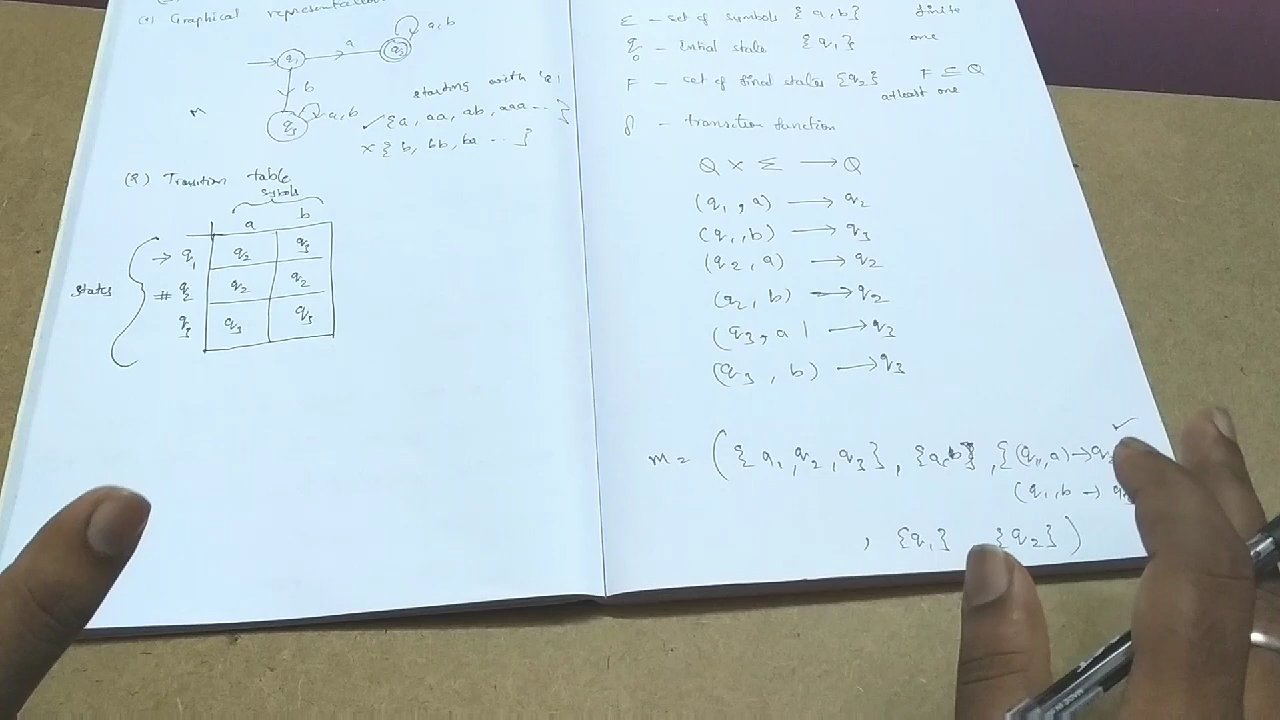 (1) Graphical representation
a
a, b
q1
q2
b
a, b
q3
M
starting with 'a'
✓ {a, aa, ab, aaa ... }
× {b, bb, ba ... }
(2) Transition table
symbols
a b
states
→ q1 q2 q3
# q2 q2 q2
q3 q3 q3
Σ - set of symbols {a, b} finite
q0 - initial state {q1} one
F - set of final states {q2} F ⊆ Q
atleast one
δ - transition function
Q × Σ → Q
(q1, a) → q2
(q1, b) → q3
(q2, a) → q2
(q2, b) → q2
(q3, a) → q3
(q3, b) → q3
✓
M = ( {q1, q2, q3}, {a, b}, {(q1, a) → q2
(q1, b →
, {q1} {q2} )